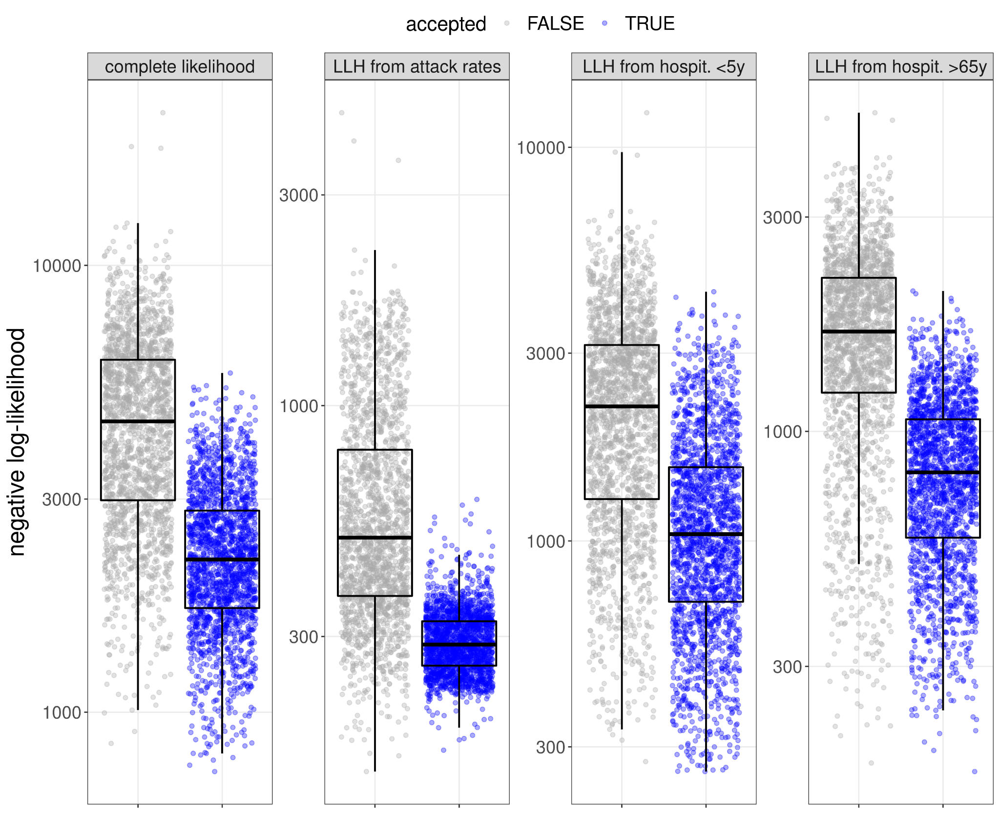 accepted FALSE TRUE
complete likelihood
LLH from attack rates
LLH from hospit. <5y
LLH from hospit. >65y
negative log-likelihood
10000
3000
1000
3000
1000
300
10000
3000
1000
300
3000
1000
300